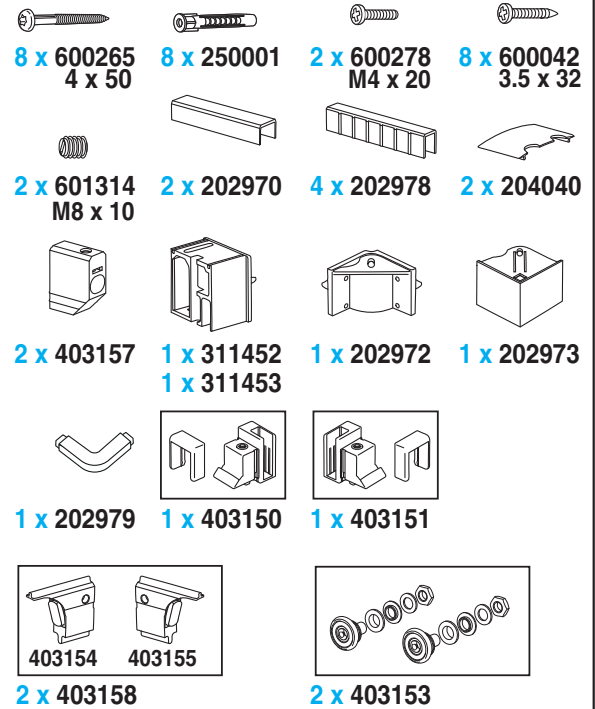 8 x 600265
4 x 50
8 x 250001
2 x 600278
M4 x 20
8 x 600042
3.5 x 32
2 x 601314
M8 x 10
2 x 202970
4 x 202978
2 x 204040
2 x 403157
1 x 311452
1 x 311453
1 x 202972
1 x 202973
1 x 202979
1 x 403150
1 x 403151
403154 403155
2 x 403158
2 x 403153